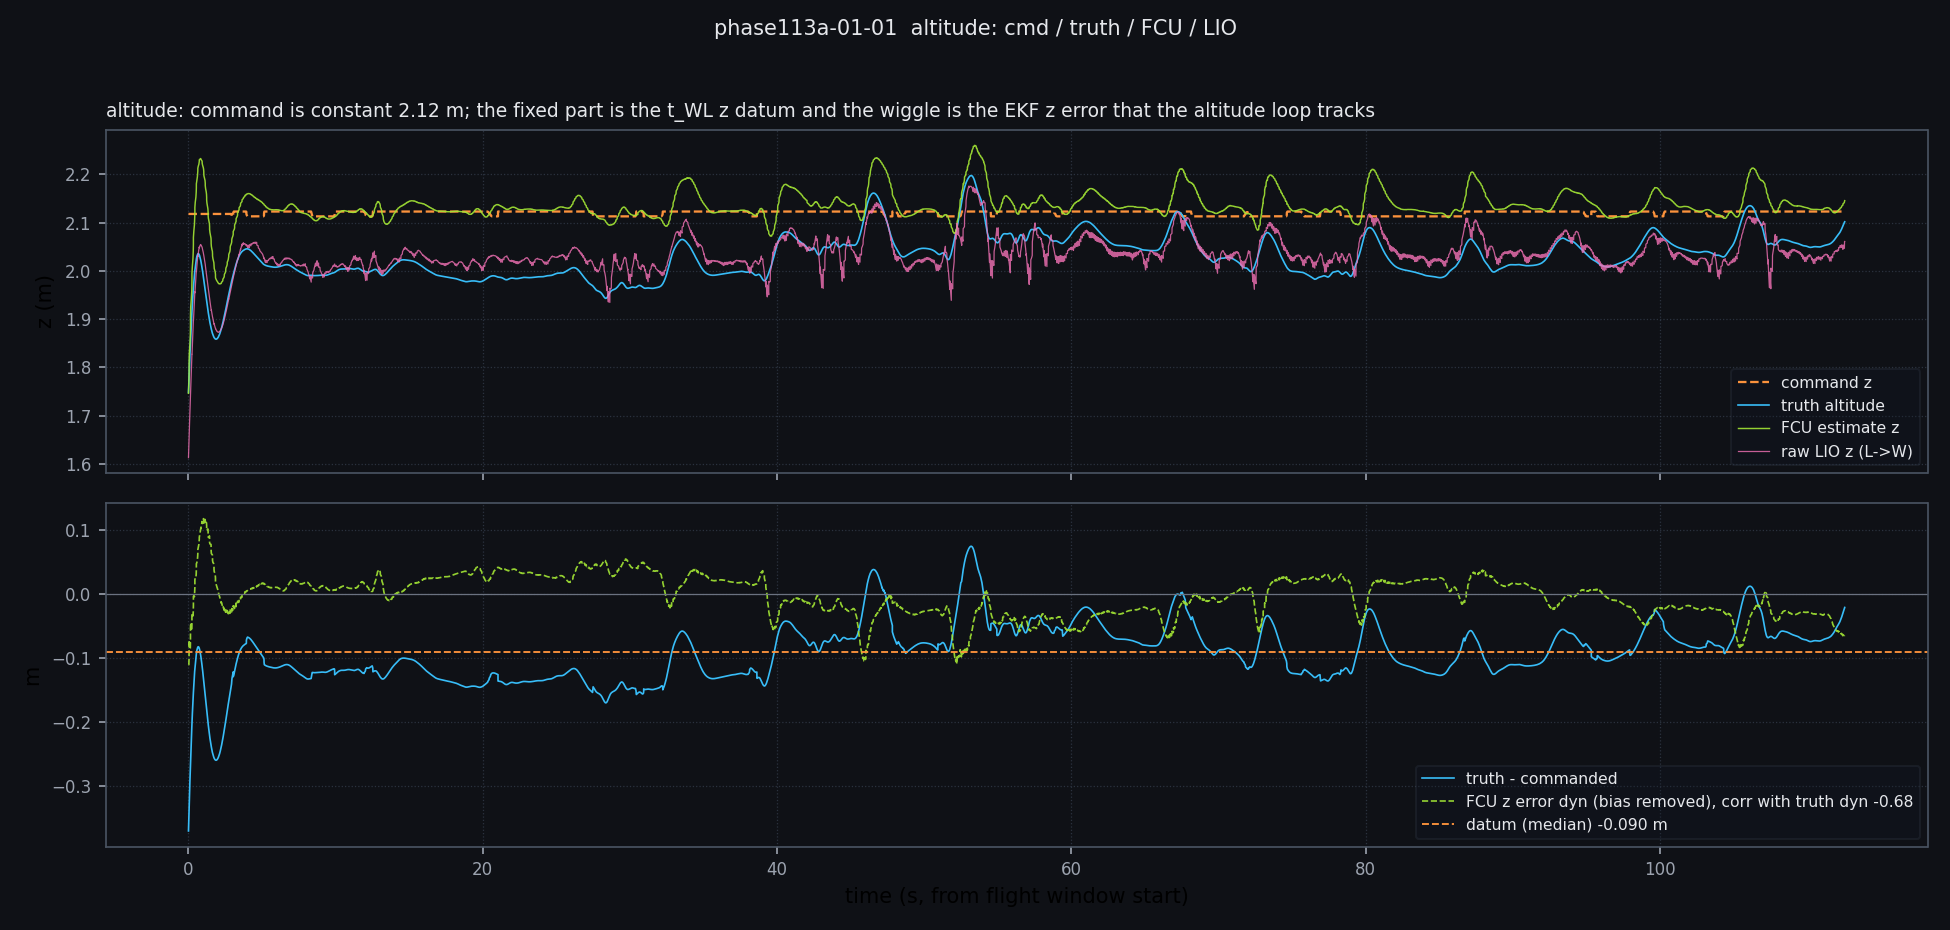 phase113a-01-01  altitude: cmd / truth / FCU / LIO
altitude: command is constant 2.12 m; the fixed part is the t_WL z datum and the wiggle is the EKF z error that the altitude loop tracks
z (m)
2.2
2.1
2.0
1.9
1.8
1.7
1.6
command z
truth altitude
FCU estimate z
raw LIO z (L->W)
m
0.1
0.0
−0.1
−0.2
−0.3
truth - commanded
FCU z error dyn (bias removed), corr with truth dyn -0.68
datum (median) -0.090 m
0 20 40 60 80 100
time (s, from flight window start)